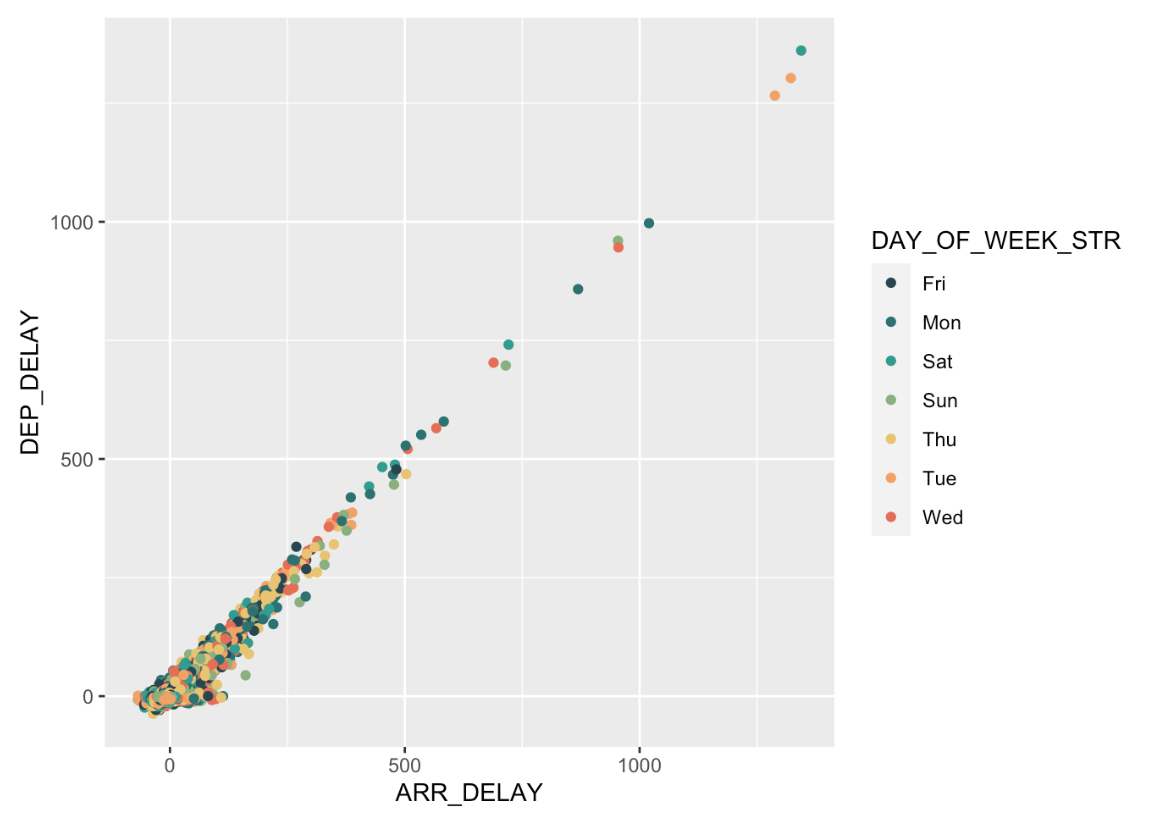 1000
500
0
DEP_DELAY
0 500 1000
ARR_DELAY
DAY_OF_WEEK_STR
Fri
Mon
Sat
Sun
Thu
Tue
Wed